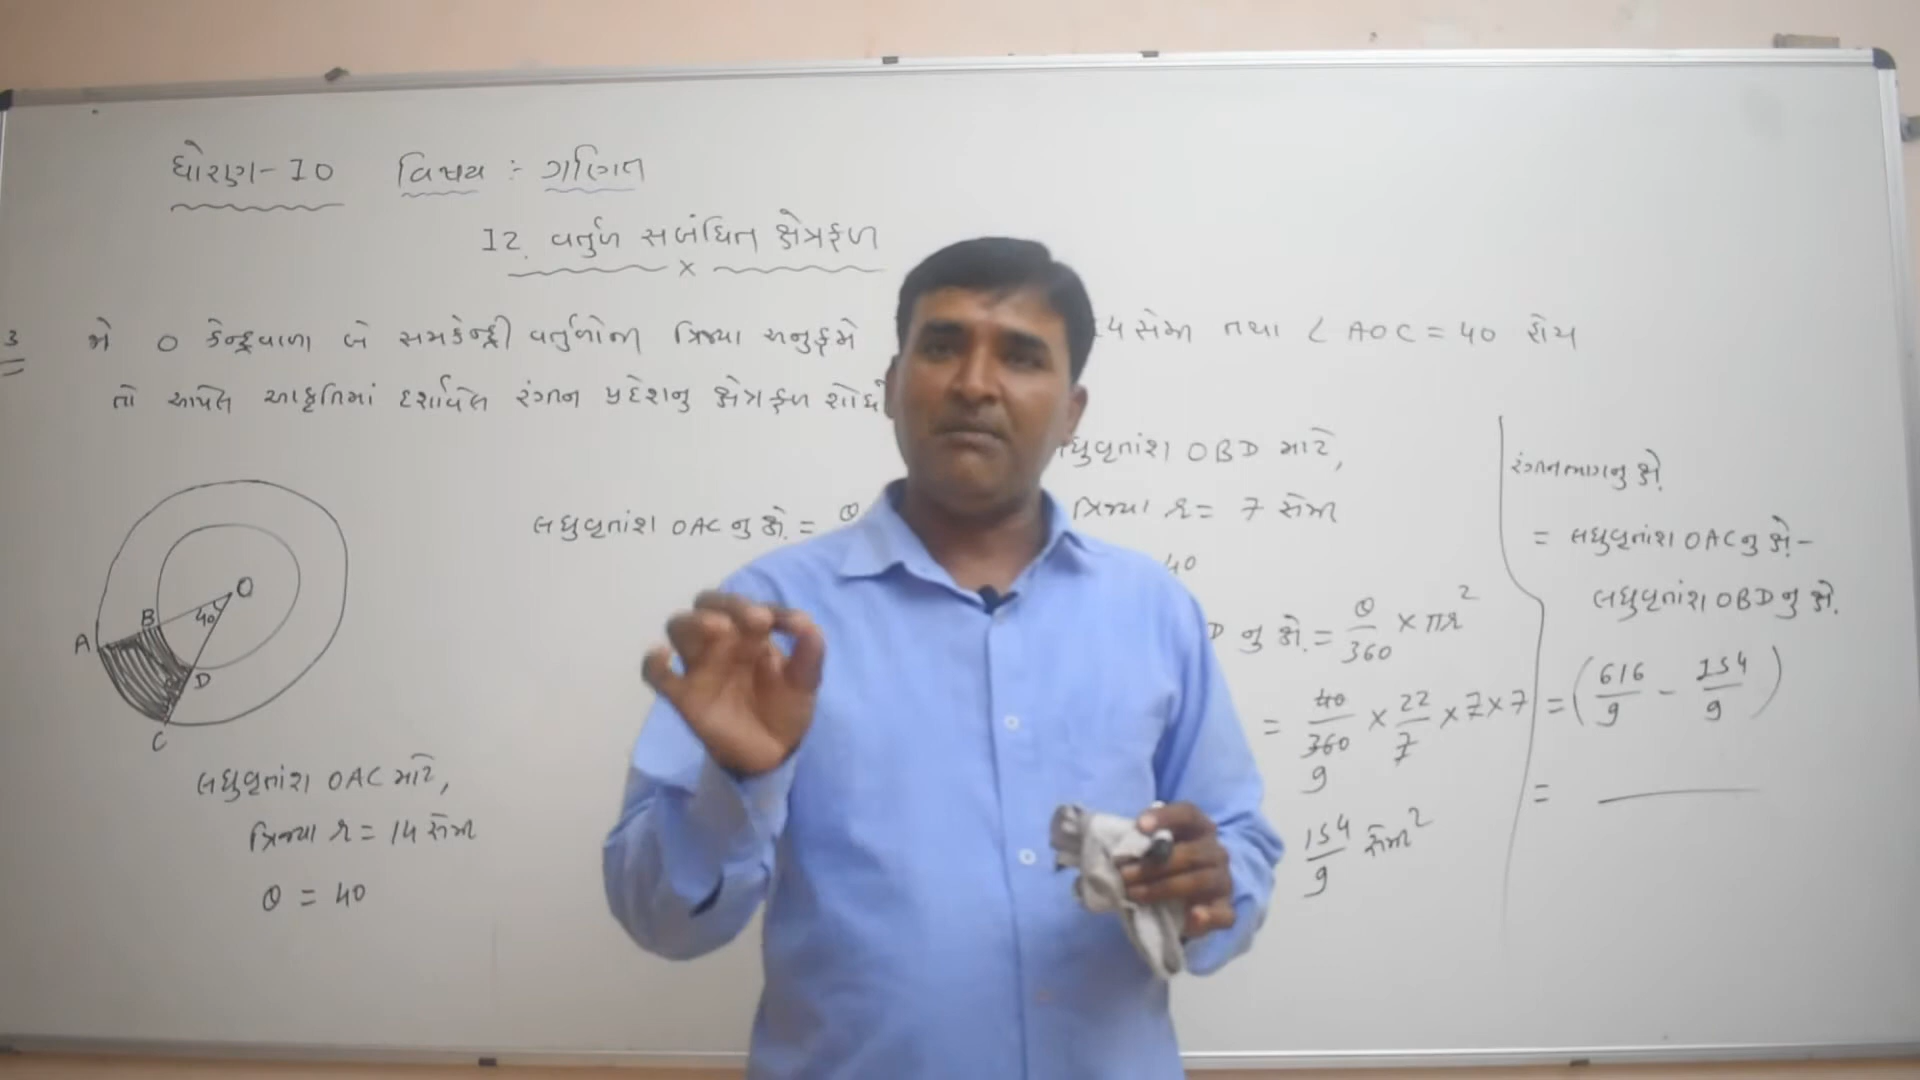 ધોરણ-10 વિષય :- ગણિત
12. વર્તુળ સબંધિત ક્ષેત્રફળ
3 જો O કેન્દ્રવાળા બે સમકેન્દ્રી વર્તુળોની ત્રિજ્યા અનુક્રમે
4 સેમી તથા ∠AOC = 40 હોય
તો આપેલ આકૃતિમાં દર્શાવેલ રંગીન પ્રદેશનુ ક્ષેત્રફળ શોધો
A
B
O
40
D
C
લઘુવૃતાંશ OAC માટે,
ત્રિજ્યા r = 14 સેમી
θ = 40
લઘુવૃતાંશ OAC નુ ક્ષે. = θ
લઘુવૃતાંશ OBD માટે,
ત્રિજ્યા r = 7 સેમી
40
D નુ ક્ષે. = θ/360 × πr²
= 40/360 × 22/7 × 7 × 7
9
154/9 સેમી²
રંગીનભાગનુ ક્ષે.
= લઘુવૃતાંશ OAC નુ ક્ષે. -
લઘુવૃતાંશ OBD નુ ક્ષે.
= (616/9 - 154/9)
=